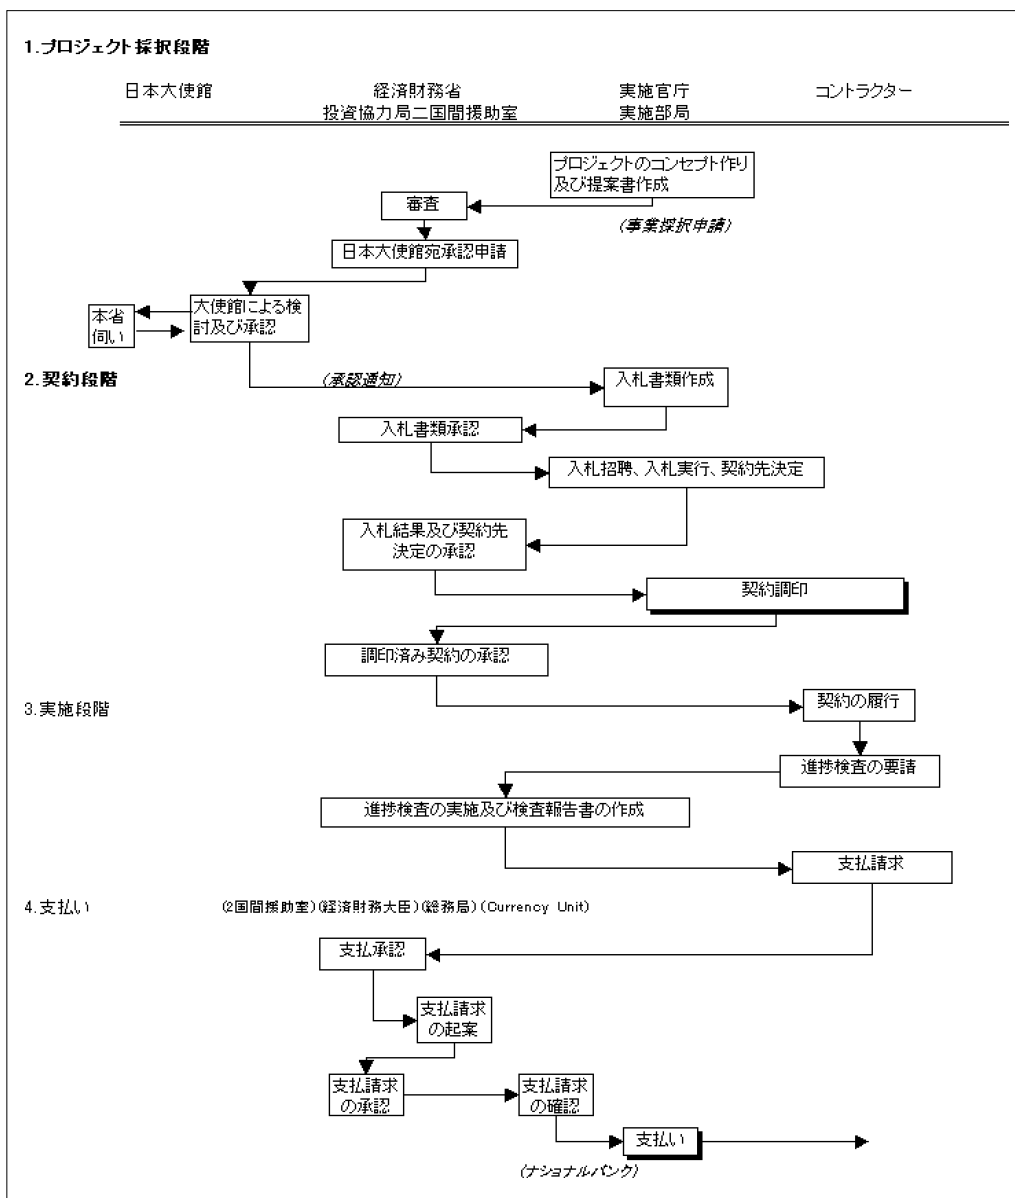 1.プロジェクト採択段階
日本大使館 経済財務省 実施官庁 コントラクター
投資協力局二国間援助室 実施部局
プロジェクトのコンセプト作り
及び提案書作成
審査
(事業採択申請)
日本大使館宛承認申請
本省
伺い
大使館による検
討及び承認
2.契約段階
(承認通知)
入札書類作成
入札書類承認
入札招聘、入札実行、契約先決定
入札結果及び契約先
決定の承認
契約調印
調印済み契約の承認
3.実施段階
契約の履行
進捗検査の要請
進捗検査の実施及び検査報告書の作成
支払請求
4.支払い
(2国間援助室)(経済財務大臣)(総務局)(Currency Unit)
支払承認
支払請求
の起案
支払請求
の承認
支払請求
の確認
支払い
(ナショナルバンク)